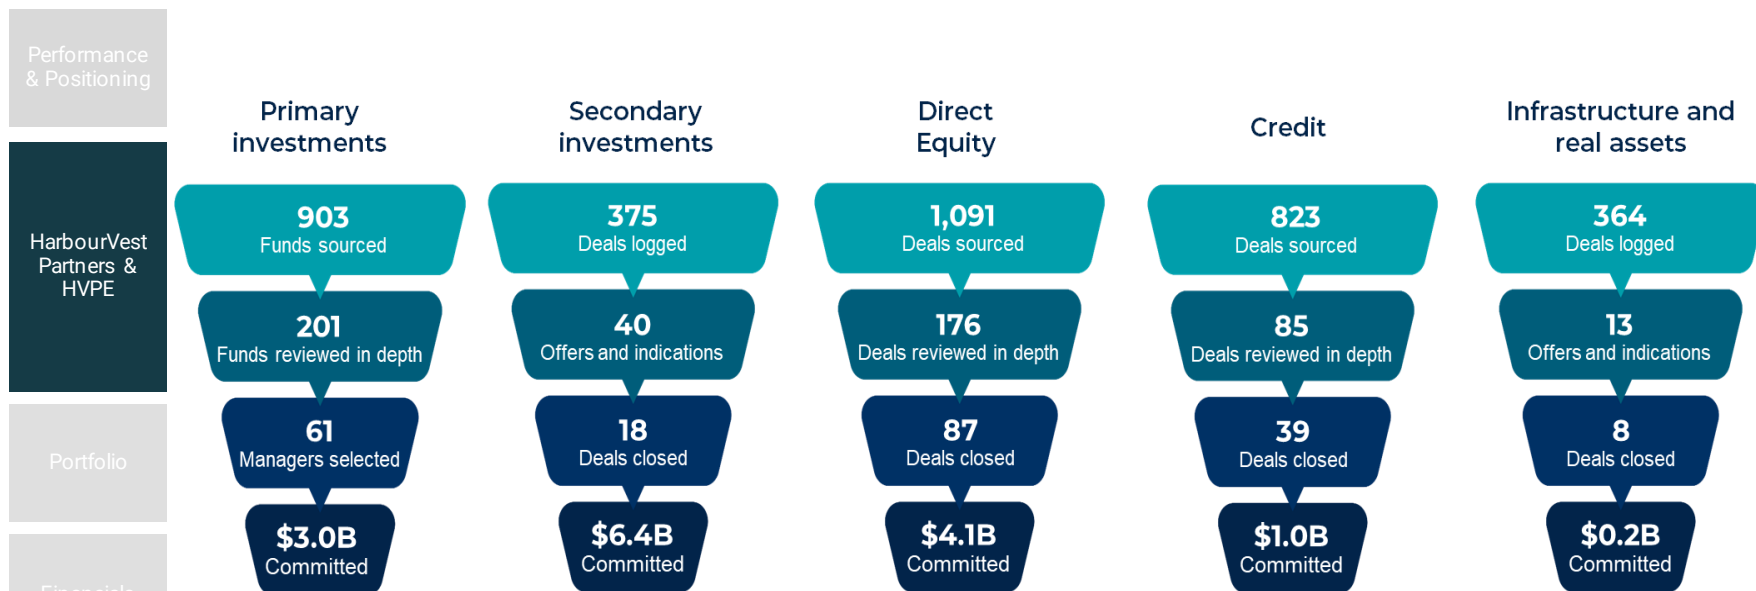 Performance
& Positioning
HarbourVest
Partners &
HVPE
Portfolio
Financials
Primary
investments
903
Funds sourced
201
Funds reviewed in depth
61
Managers selected
$3.0B
Committed
Secondary
investments
375
Deals logged
40
Offers and indications
18
Deals closed
$6.4B
Committed
Direct
Equity
1,091
Deals sourced
176
Deals reviewed in depth
87
Deals closed
$4.1B
Committed
Credit
823
Deals sourced
85
Deals reviewed in depth
39
Deals closed
$1.0B
Committed
Infrastructure and
real assets
364
Deals logged
13
Offers and indications
8
Deals closed
$0.2B
Committed